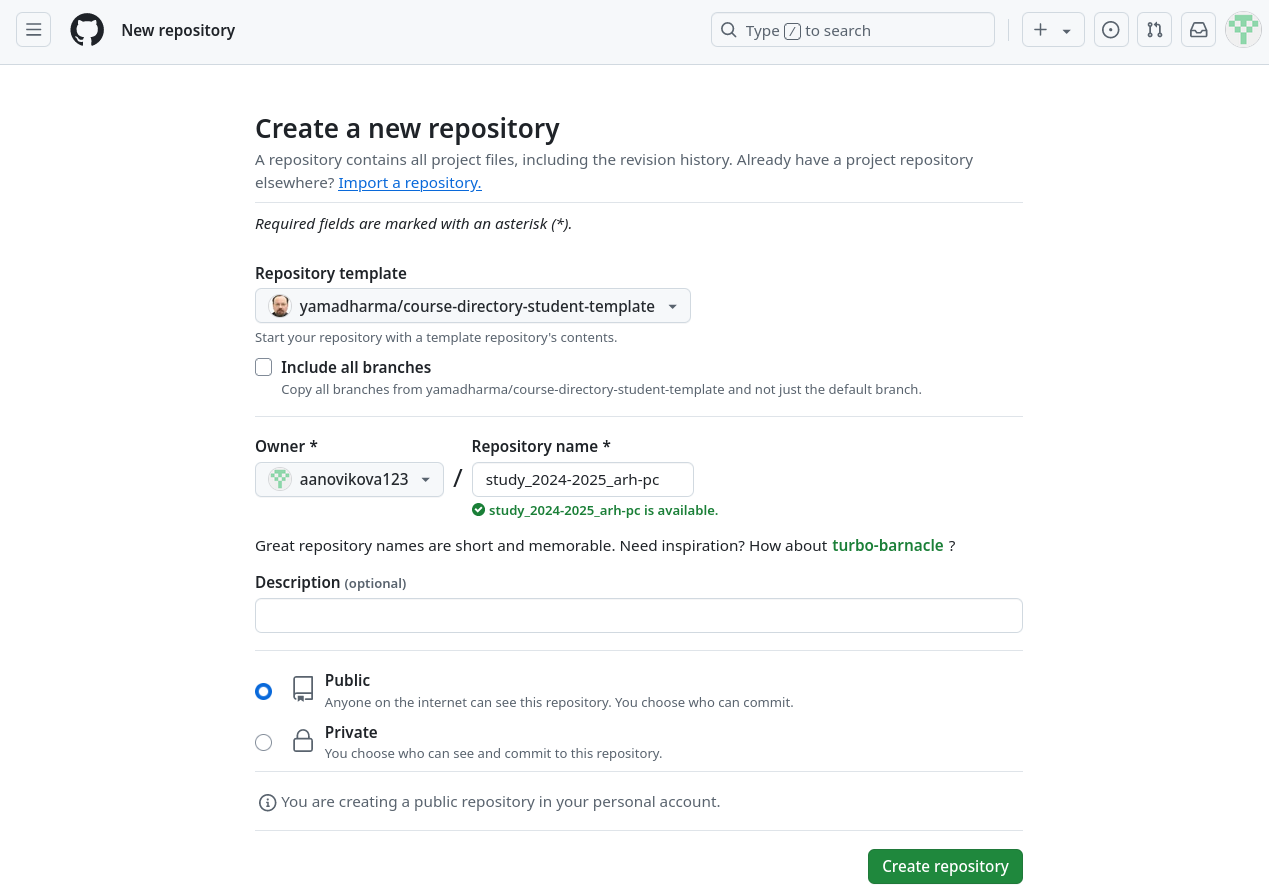 New repository
Type / to search
Create a new repository
A repository contains all project files, including the revision history. Already have a project repository
elsewhere? Import a repository.
Required fields are marked with an asterisk (*).
Repository template
yamadharma/course-directory-student-template
Start your repository with a template repository's contents.
Include all branches
Copy all branches from yamadharma/course-directory-student-template and not just the default branch.
Owner * Repository name *
aanovikova123 / study_2024-2025_arh-pc
study_2024-2025_arh-pc is available.
Great repository names are short and memorable. Need inspiration? How about turbo-barnacle ?
Description (optional)
Public
Anyone on the internet can see this repository. You choose who can commit.
Private
You choose who can see and commit to this repository.
You are creating a public repository in your personal account.
Create repository